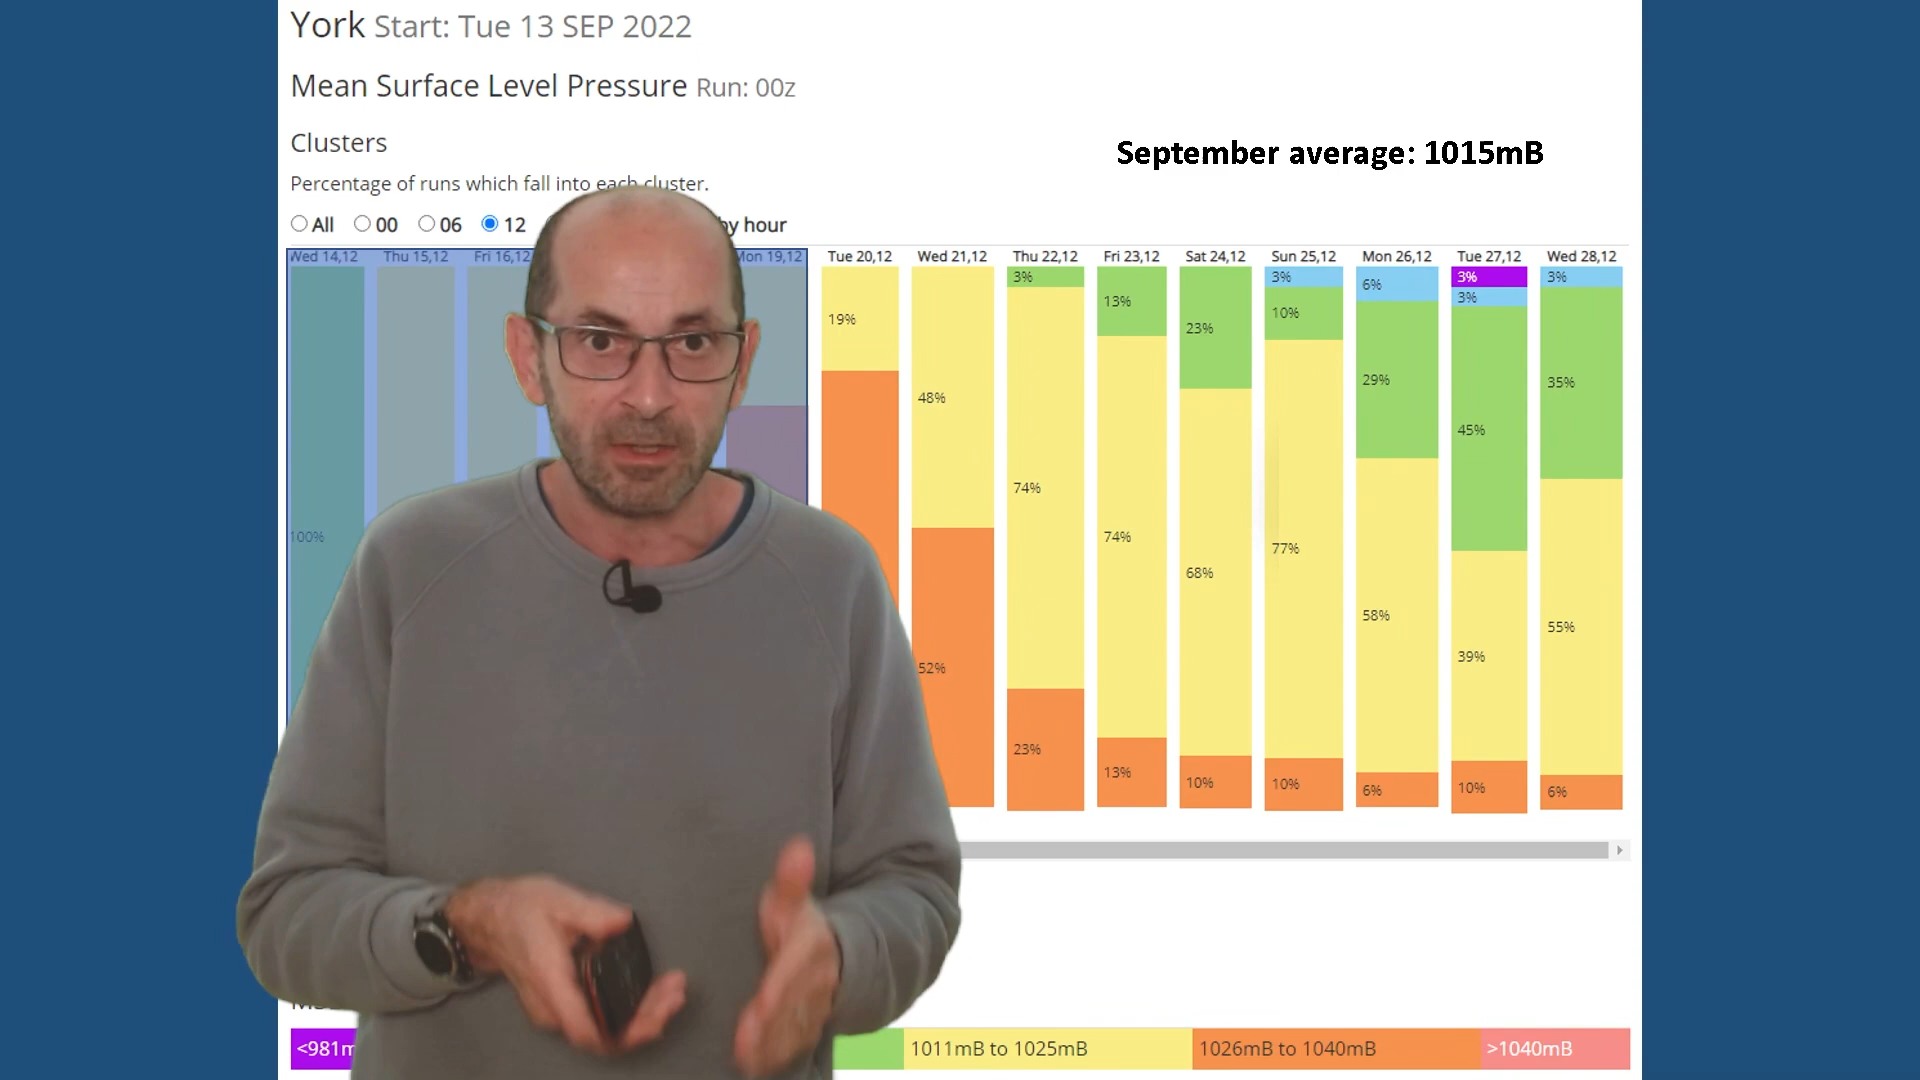 York Start: Tue 13 SEP 2022
Mean Surface Level Pressure Run: 00z
Clusters
September average: 1015mB
Percentage of runs which fall into each cluster.
All 00 06 12 by hour
Wed 14,12 Thu 15,12 Fri 16,12 Mon 19,12 Tue 20,12 Wed 21,12 Thu 22,12 Fri 23,12 Sat 24,12 Sun 25,12 Mon 26,12 Tue 27,12 Wed 28,12
3% 3% 3% 3%
6% 3%
13% 10%
19% 23%
29% 35%
48% 45%
74%
100% 74% 77%
68%
58% 55%
52% 39%
23%
13% 10% 10% 6% 10% 6%
<981m 1011mB to 1025mB 1026mB to 1040mB >1040mB